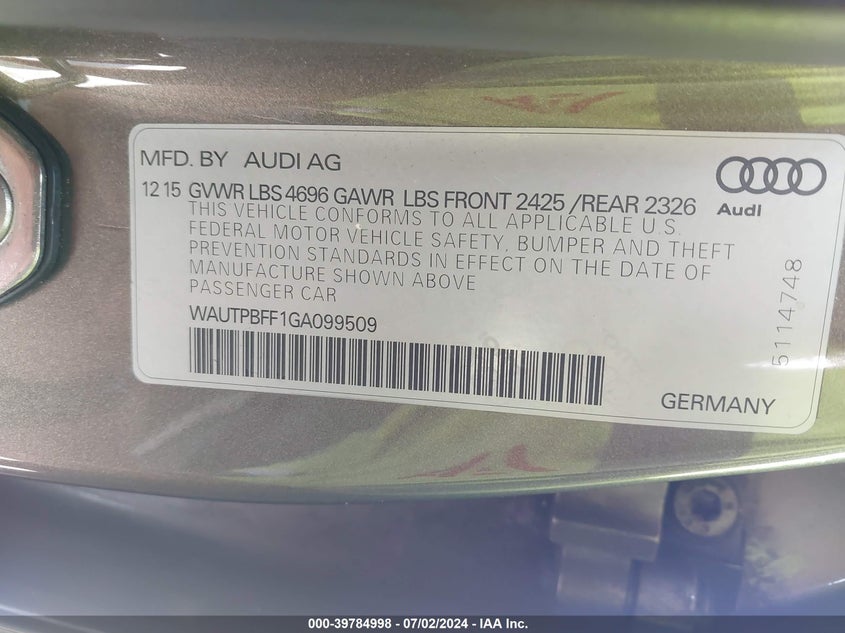 MFD. BY AUDI AG
12 15 GVWR LBS 4696 GAWR LBS FRONT 2425 /REAR 2326
THIS VEHICLE CONFORMS TO ALL APPLICABLE U.S.
FEDERAL MOTOR VEHICLE SAFETY, BUMPER AND THEFT
PREVENTION STANDARDS IN EFFECT ON THE DATE OF
MANUFACTURE SHOWN ABOVE
PASSENGER CAR
WAUTPBFF1GA099509
Audi
5114748
GERMANY
000-39784998 / 07/02/2024 - IAA Inc.